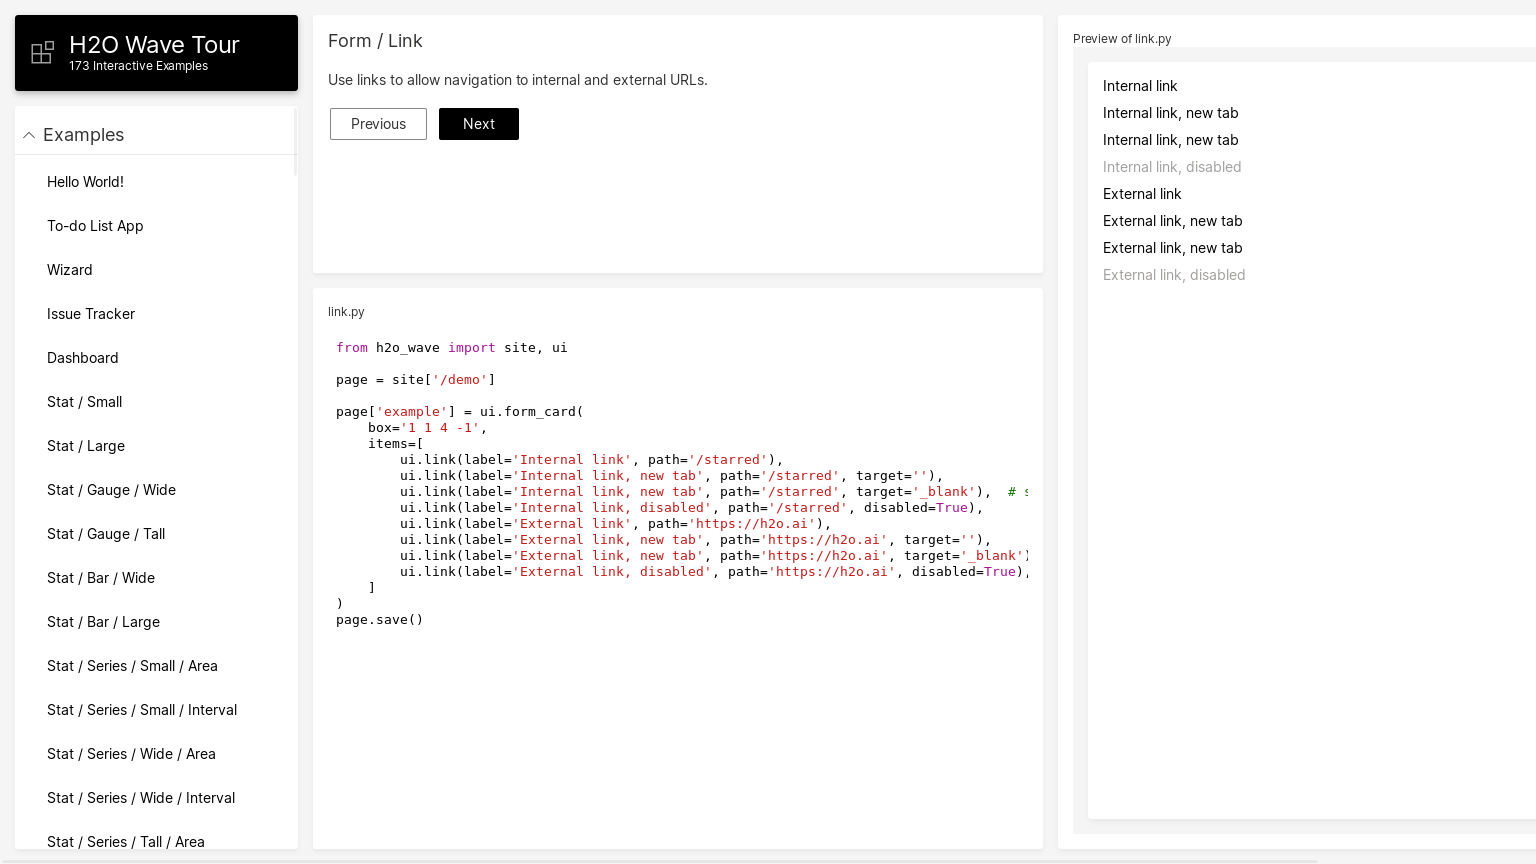 H2O Wave Tour
173 Interactive Examples
Examples
Hello World!
To-do List App
Wizard
Issue Tracker
Dashboard
Stat / Small
Stat / Large
Stat / Gauge / Wide
Stat / Gauge / Tall
Stat / Bar / Wide
Stat / Bar / Large
Stat / Series / Small / Area
Stat / Series / Small / Interval
Stat / Series / Wide / Area
Stat / Series / Wide / Interval
Stat / Series / Tall / Area
Form / Link
Use links to allow navigation to internal and external URLs.
Previous
Next
link.py
from h2o_wave import site, ui
page = site['/demo']
page['example'] = ui.form_card(
    box='1 1 4 -1',
    items=[
        ui.link(label='Internal link', path='/starred'),
        ui.link(label='Internal link, new tab', path='/starred', target=''),
        ui.link(label='Internal link, new tab', path='/starred', target='_blank'),  #
        ui.link(label='Internal link, disabled', path='/starred', disabled=True),
        ui.link(label='External link', path='https://h2o.ai'),
        ui.link(label='External link, new tab', path='https://h2o.ai', target=''),
        ui.link(label='External link, new tab', path='https://h2o.ai', target='_blank')
        ui.link(label='External link, disabled', path='https://h2o.ai', disabled=True),
    ]
)
page.save()
Preview of link.py
Internal link
Internal link, new tab
Internal link, new tab
Internal link, disabled
External link
External link, new tab
External link, new tab
External link, disabled